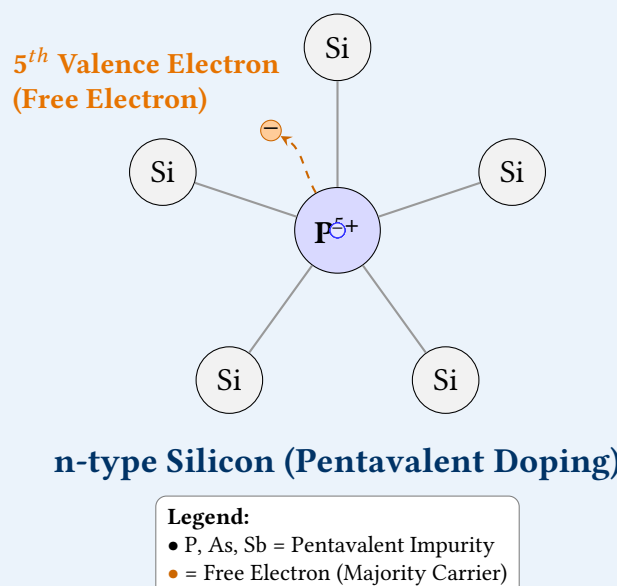 Si
5th Valence Electron
(Free Electron)
−
Si
Si
P5+
Si
Si
n-type Silicon (Pentavalent Doping)
Legend:
• P, As, Sb = Pentavalent Impurity
• = Free Electron (Majority Carrier)